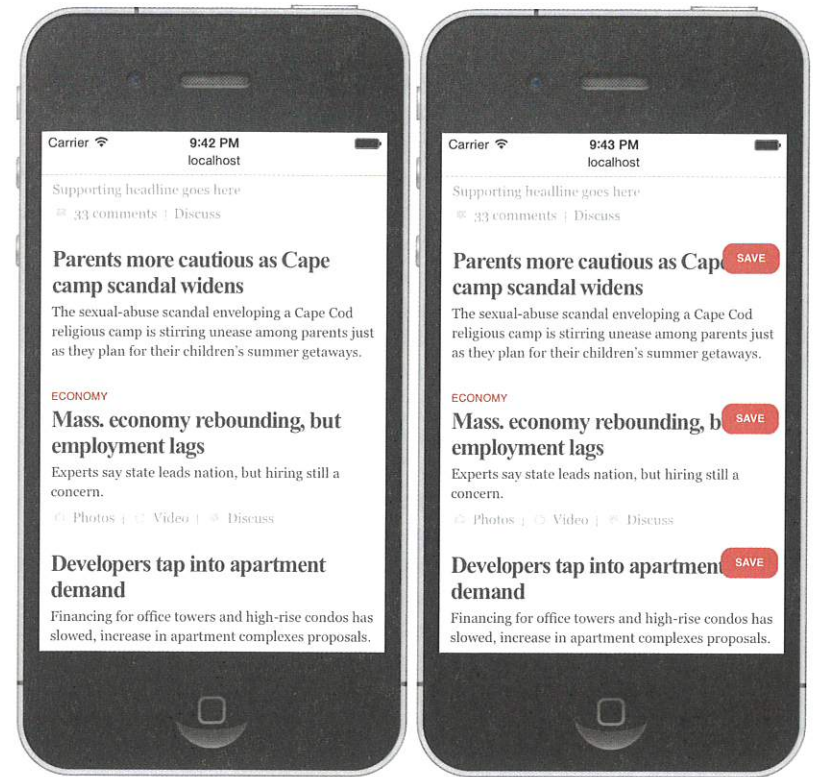 Carrier 9:42 PM
localhost
Supporting headline goes here
33 comments | Discuss
Parents more cautious as Cape
camp scandal widens
The sexual-abuse scandal enveloping a Cape Cod
religious camp is stirring unease among parents just
as they plan for their children's summer getaways.
ECONOMY
Mass. economy rebounding, but
employment lags
Experts say state leads nation, but hiring still a
concern.
Photos | Video | Discuss
Developers tap into apartment
demand
Financing for office towers and high-rise condos has
slowed, increase in apartment complexes proposals.
Carrier 9:43 PM
localhost
Supporting headline goes here
33 comments | Discuss
Parents more cautious as Cap SAVE
camp scandal widens
The sexual-abuse scandal enveloping a Cape Cod
religious camp is stirring unease among parents just
as they plan for their children's summer getaways.
ECONOMY
Mass. economy rebounding, b SAVE
employment lags
Experts say state leads nation, but hiring still a
concern.
Photos | Video | Discuss
Developers tap into apartment SAVE
demand
Financing for office towers and high-rise condos has
slowed, increase in apartment complexes proposals.